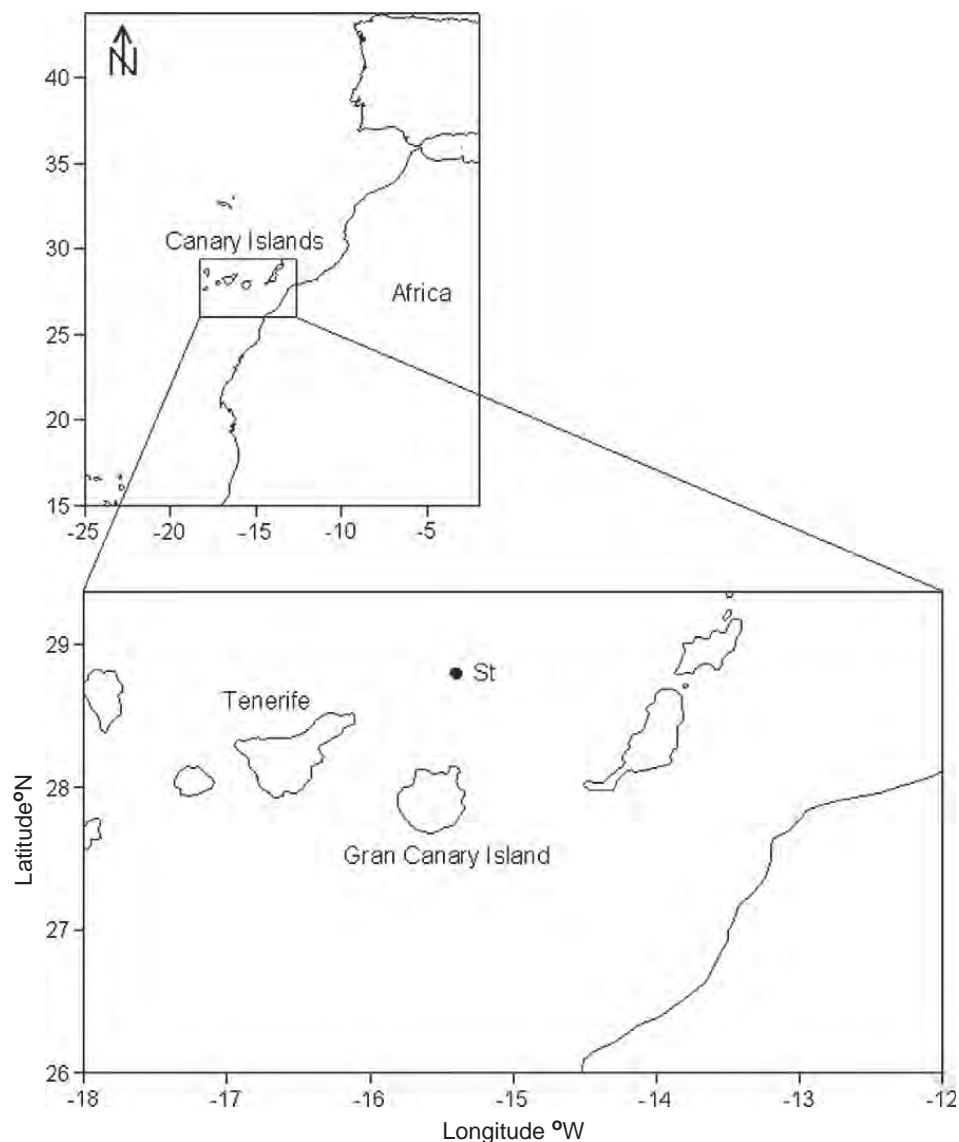 N
40
35
30
25
20
15
Canary Islands
Africa
-25 -20 -15 -10 -5
29
28
27
26
St
Tenerife
Gran Canary Island
Latitude°N
-18 -17 -16 -15 -14 -13 -12
Longitude °W